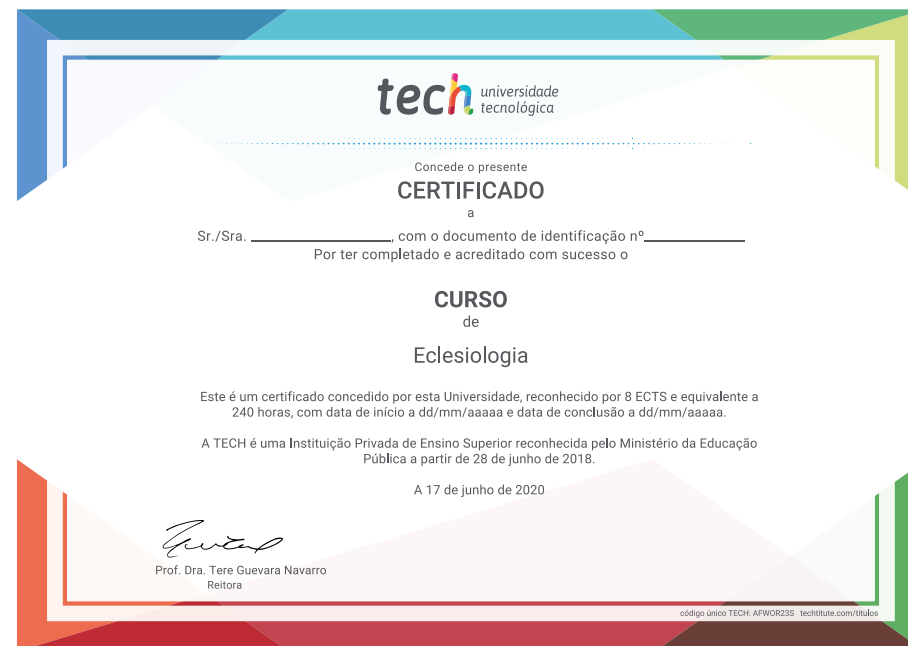 tech universidade
tecnológica
Concede o presente
CERTIFICADO
a
Sr./Sra. ____________________, com o documento de identificação nº______________
Por ter completado e acreditado com sucesso o
CURSO
de
Eclesiologia
Este é um certificado concedido por esta Universidade, reconhecido por 8 ECTS e equivalente a
240 horas, com data de início a dd/mm/aaaaa e data de conclusão a dd/mm/aaaaa.
A TECH é uma Instituição Privada de Ensino Superior reconhecida pelo Ministério da Educação
Pública a partir de 28 de junho de 2018.
A 17 de junho de 2020
Prof. Dra. Tere Guevara Navarro
Reitora
código único TECH: AFWOR23S techtitute.com/titulos